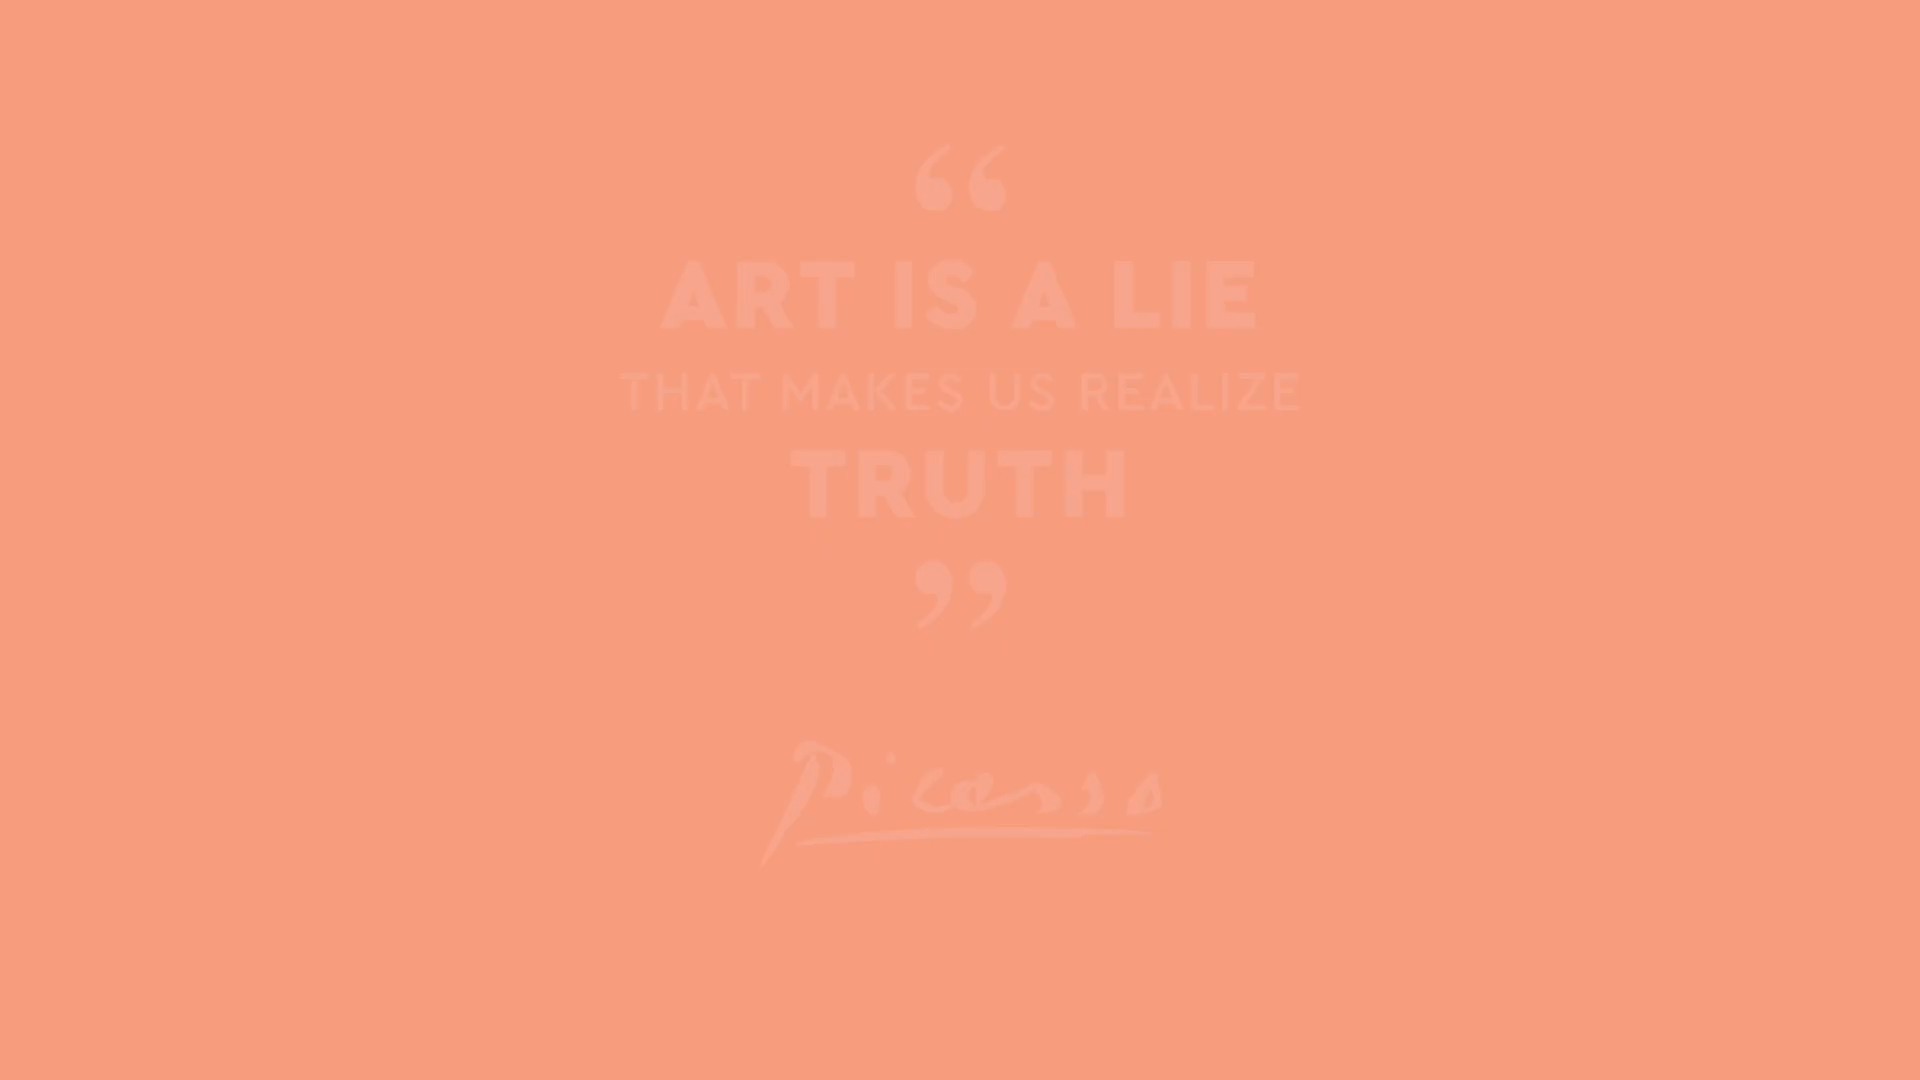 “
ART IS A LIE
THAT MAKES US REALIZE
TRUTH
”
Picasso